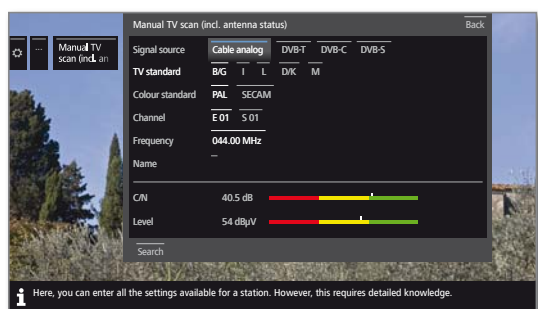 Manual TV scan (incl. antenna status) Back
... Manual TV
scan (incl. an
Signal source Cable analog DVB-T DVB-C DVB-S
TV standard B/G I L D/K M
Colour standard PAL SECAM
Channel E 01 S 01
Frequency 044.00 MHz
Name –
C/N 40.5 dB
Level 54 dBµV
Search
i Here, you can enter all the settings available for a station. However, this requires detailed knowledge.